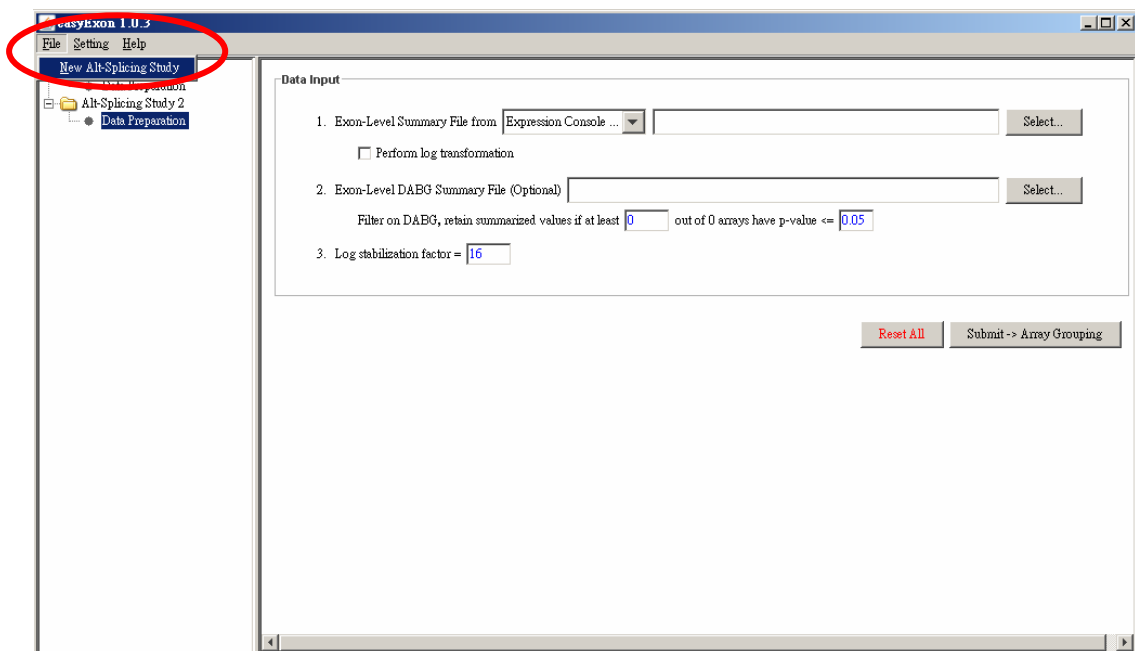 easyExon 1.0.3
File Setting Help
New Alt-Splicing Study
Data Preparation
Alt-Splicing Study 2
Data Preparation
Data Input
1. Exon-Level Summary File from Expression Console ... Select...
Perform log transformation
2. Exon-Level DABG Summary File (Optional) Select...
Filter on DABG, retain summarized values if at least 0 out of 0 arrays have p-value <= 0.05
3. Log stabilization factor = 16
Reset All Submit -> Array Grouping